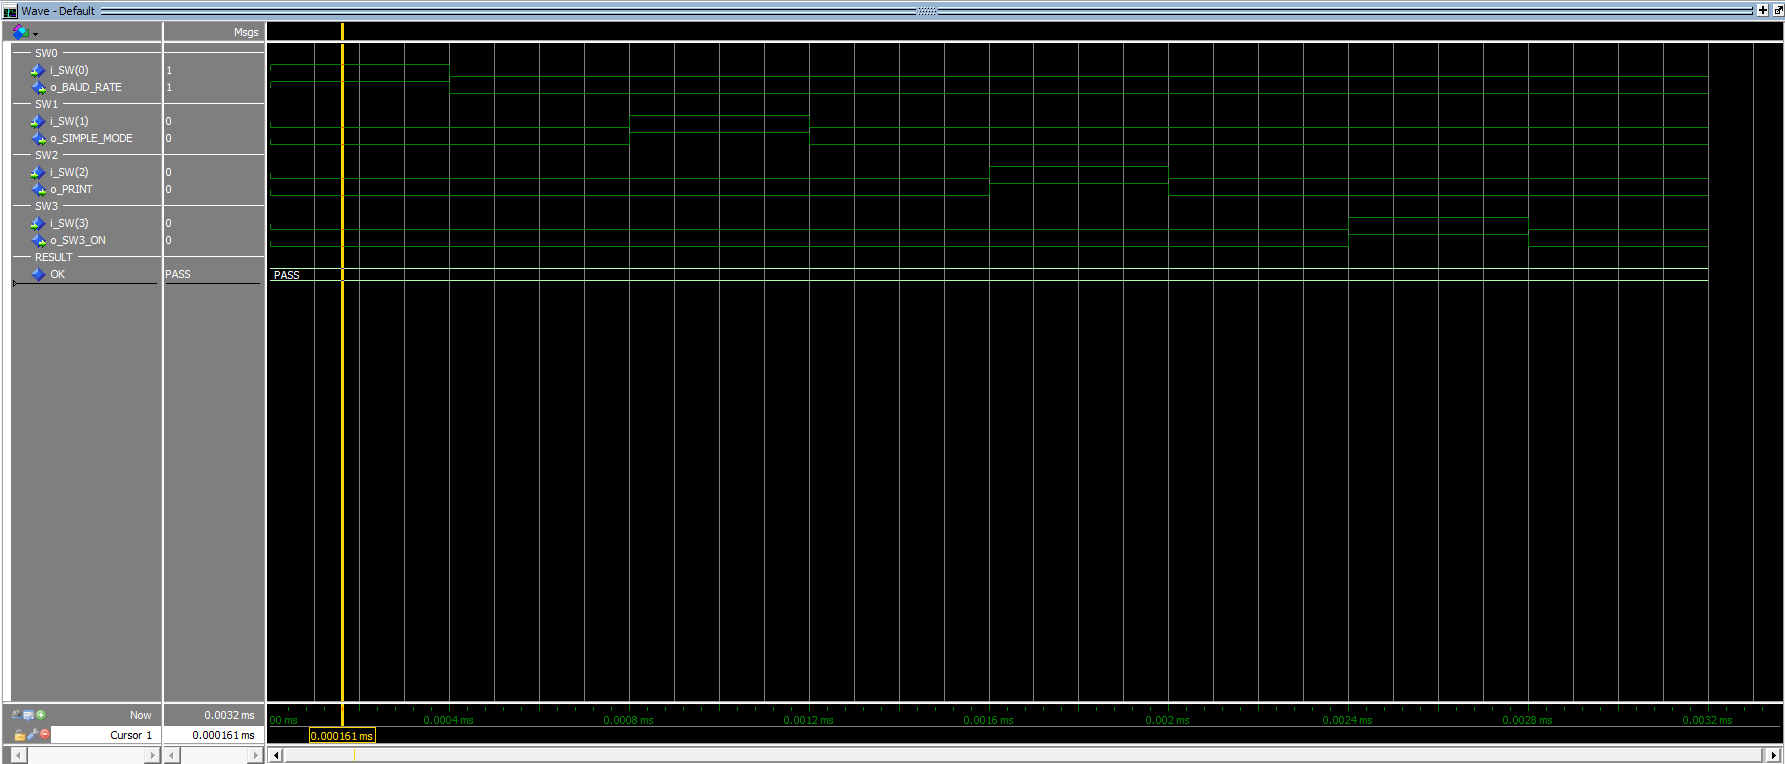 Wave - Default
Msgs
SW0
i_SW(0) 1
o_BAUD_RATE 1
SW1
i_SW(1) 0
o_SIMPLE_MODE 0
SW2
i_SW(2) 0
o_PRINT 0
SW3
i_SW(3) 0
o_SW3_ON 0
RESULT
OK PASS PASS
Now 0.0032 ms 00 ms 0.0004 ms 0.0008 ms 0.0012 ms 0.0016 ms 0.002 ms 0.0024 ms 0.0028 ms 0.0032 ms
Cursor 1 0.000161 ms 0.000161 ms